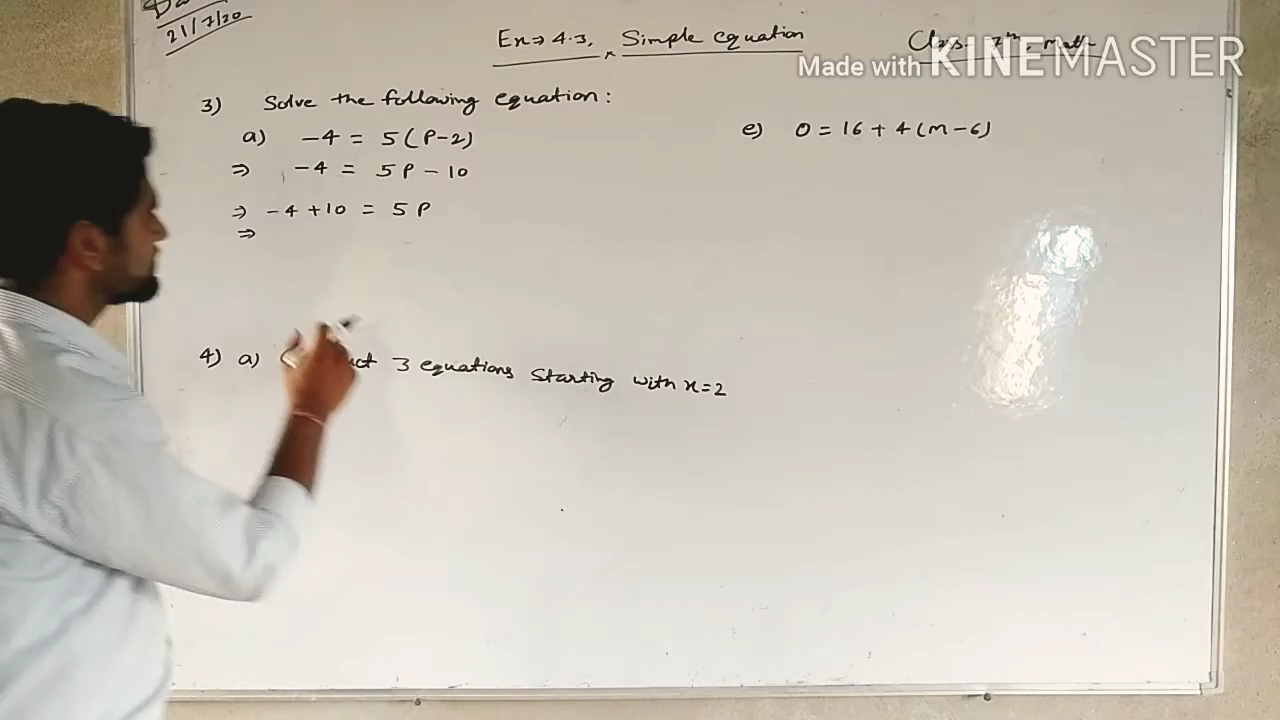 21/7/20
Ex⇒ 4.3, Simple equation
Class 7th, math
Made with KINEMASTER
3) Solve the following equation:
a) -4 = 5(P-2)
⇒ -4 = 5P - 10
⇒ -4 + 10 = 5P
⇒
e) 0 = 16 + 4(m-6)
4) a) 3 equations Starting with x=2